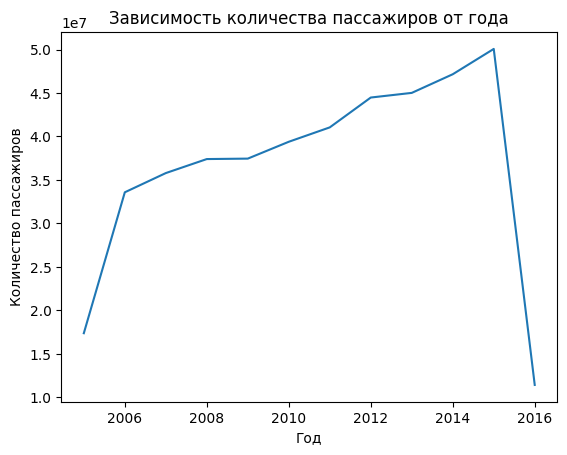 Зависимость количества пассажиров от года
1e7
5.0
4.5
4.0
3.5
3.0
2.5
2.0
1.5
1.0
Количество пассажиров
2006 2008 2010 2012 2014 2016
Год